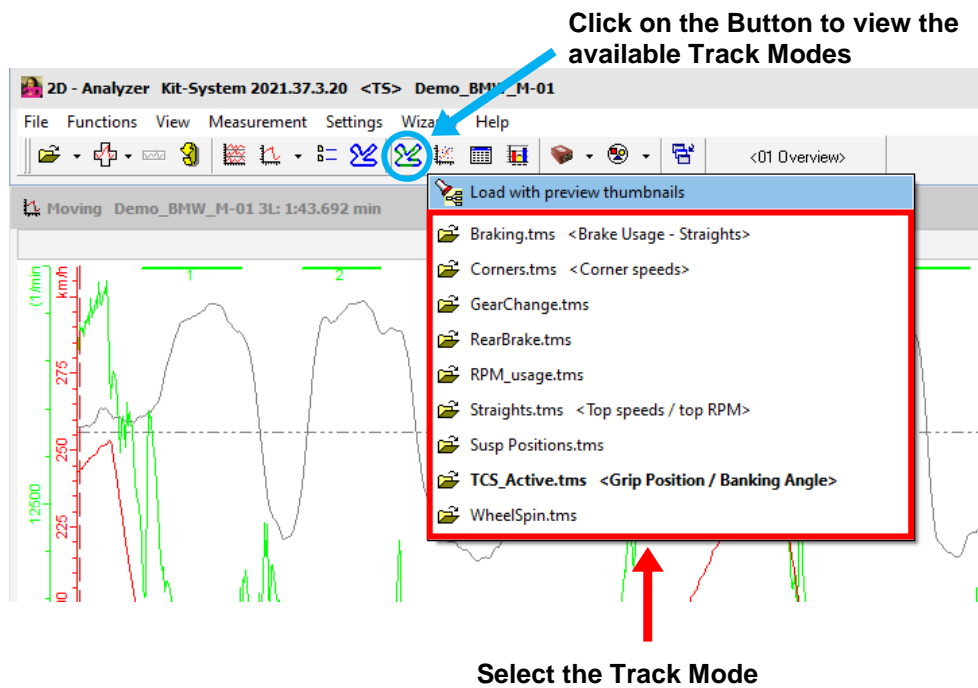 Click on the Button to view the
available Track Modes
2D - Analyzer Kit-System 2021.37.3.20 <TS> Demo_BMW_M-01
File Functions View Measurement Settings Help
<01 Overview>
Load with preview thumbnails
Moving Demo_BMW_M-01 3L: 1:43.692 min
Braking.tms <Brake Usage - Straights>
Corners.tms <Corner speeds>
GearChange.tms
RearBrake.tms
RPM_usage.tms
Straights.tms <Top speeds / top RPM>
Susp Positions.tms
TCS_Active.tms <Grip Position / Banking Angle>
WheelSpin.tms
1
2
(1/min
km/h
275
250
12500
225
Select the Track Mode